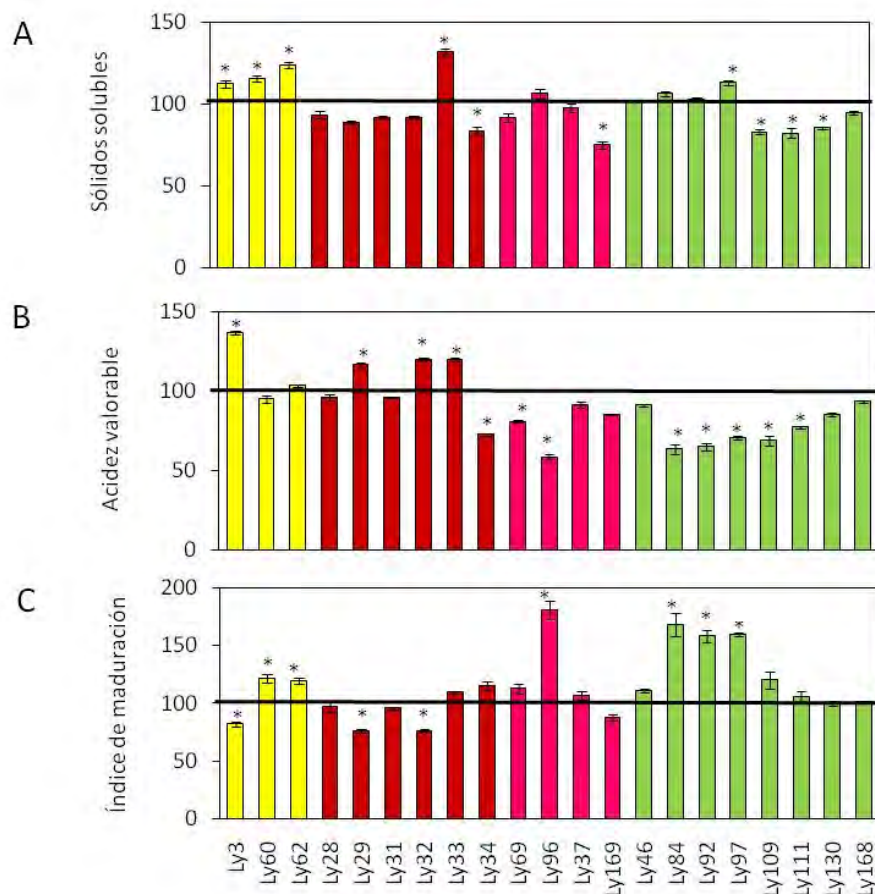 A
Sólidos solubles
150
100
50
0
* * * * * * * * * *
B
Acidez valorable
150
100
50
0
* * * * * * * * * * * *
C
Índice de maduración
200
150
100
50
0
* * * * * * * * *
Ly3 Ly60 Ly62 Ly28 Ly29 Ly31 Ly32 Ly33 Ly34 Ly69 Ly96 Ly37 Ly169 Ly46 Ly84 Ly92 Ly97 Ly109 Ly111 Ly130 Ly168